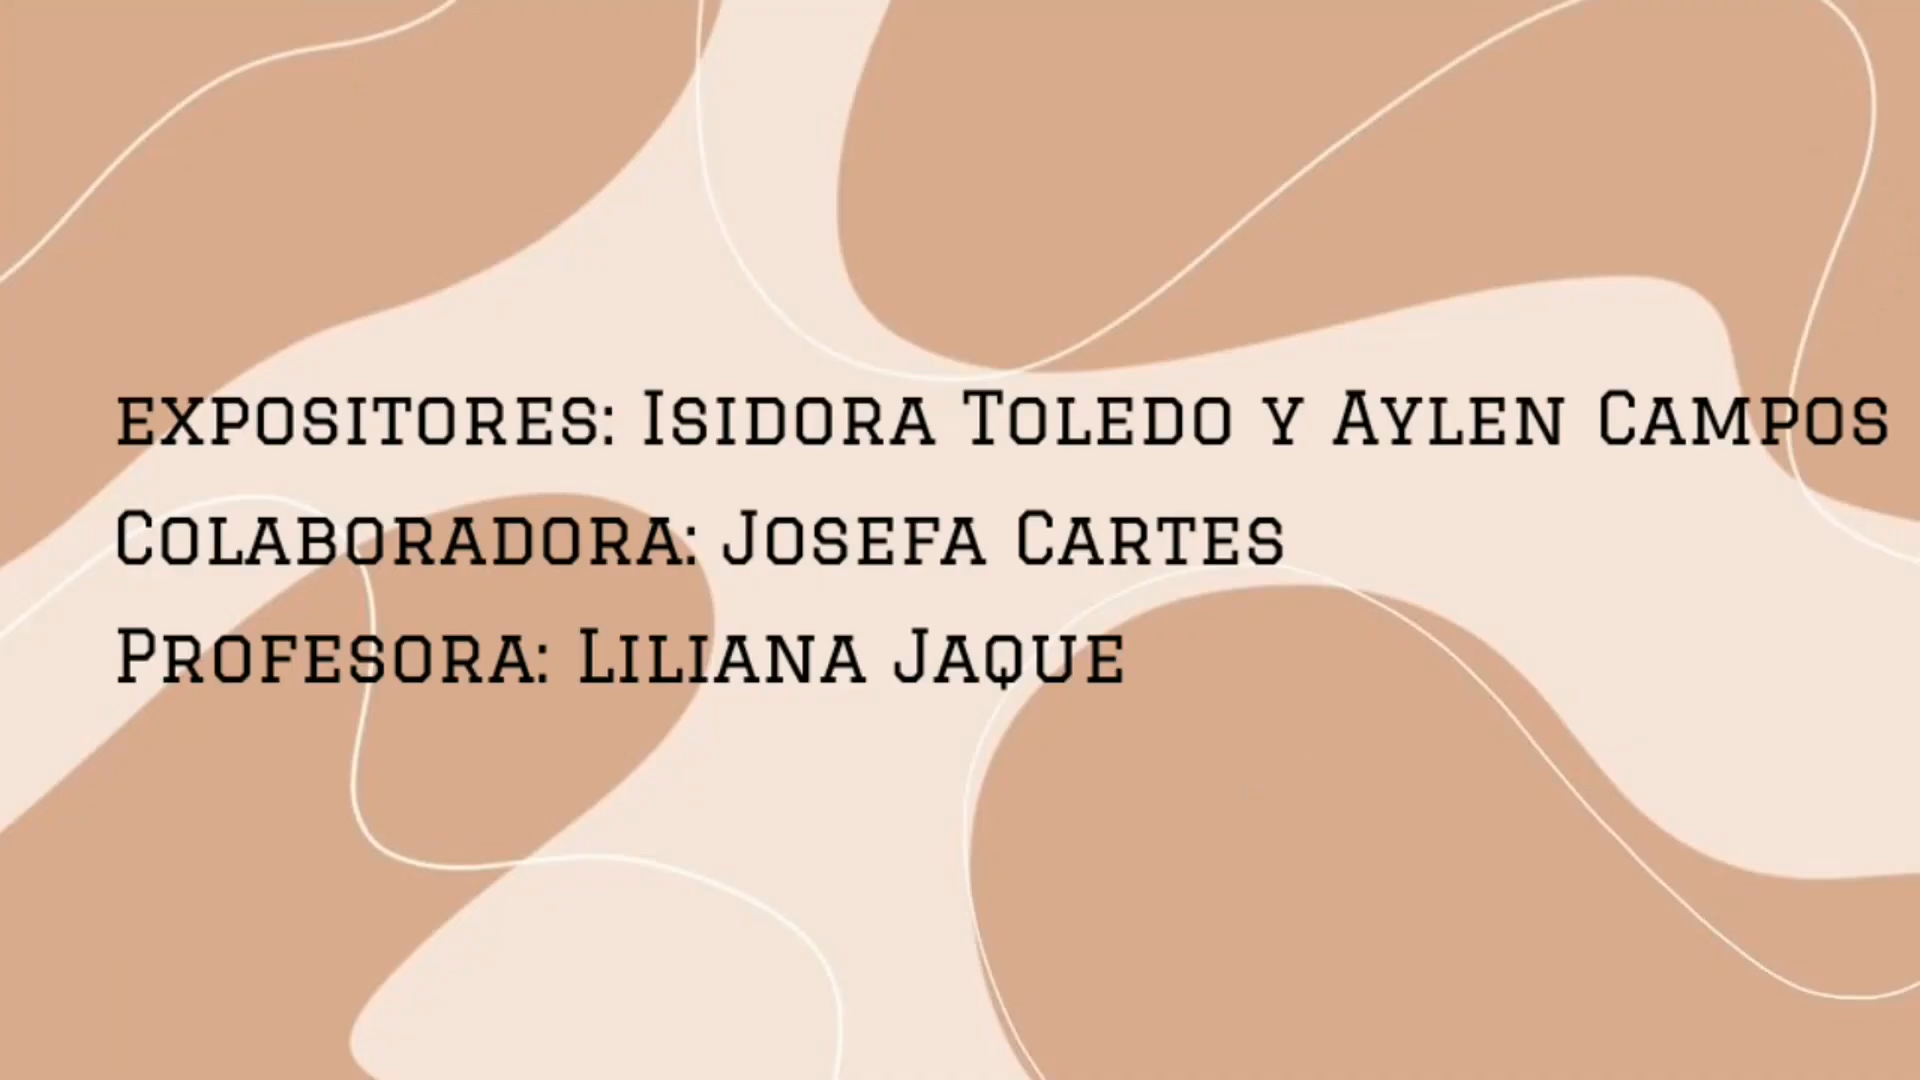 expositores: Isidora Toledo y Aylen Campos
Colaboradora: Josefa Cartes
Profesora: Liliana Jaque